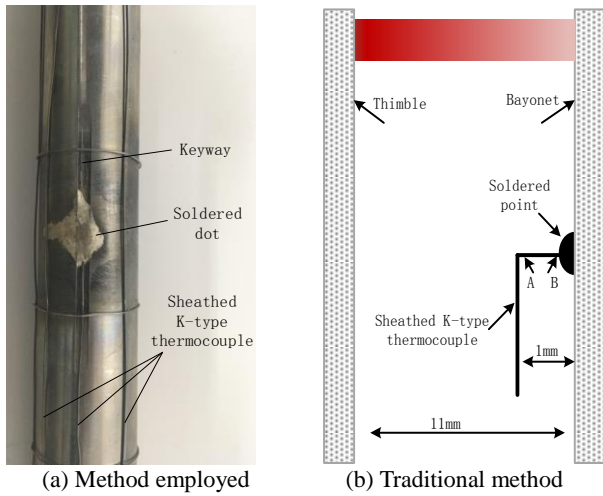 Keyway
Soldered
dot
Sheathed
K-type
thermocouple
(a) Method employed
Thimble
Bayonet
Soldered
point
A
B
Sheathed K-type
thermocouple
1mm
11mm
(b) Traditional method